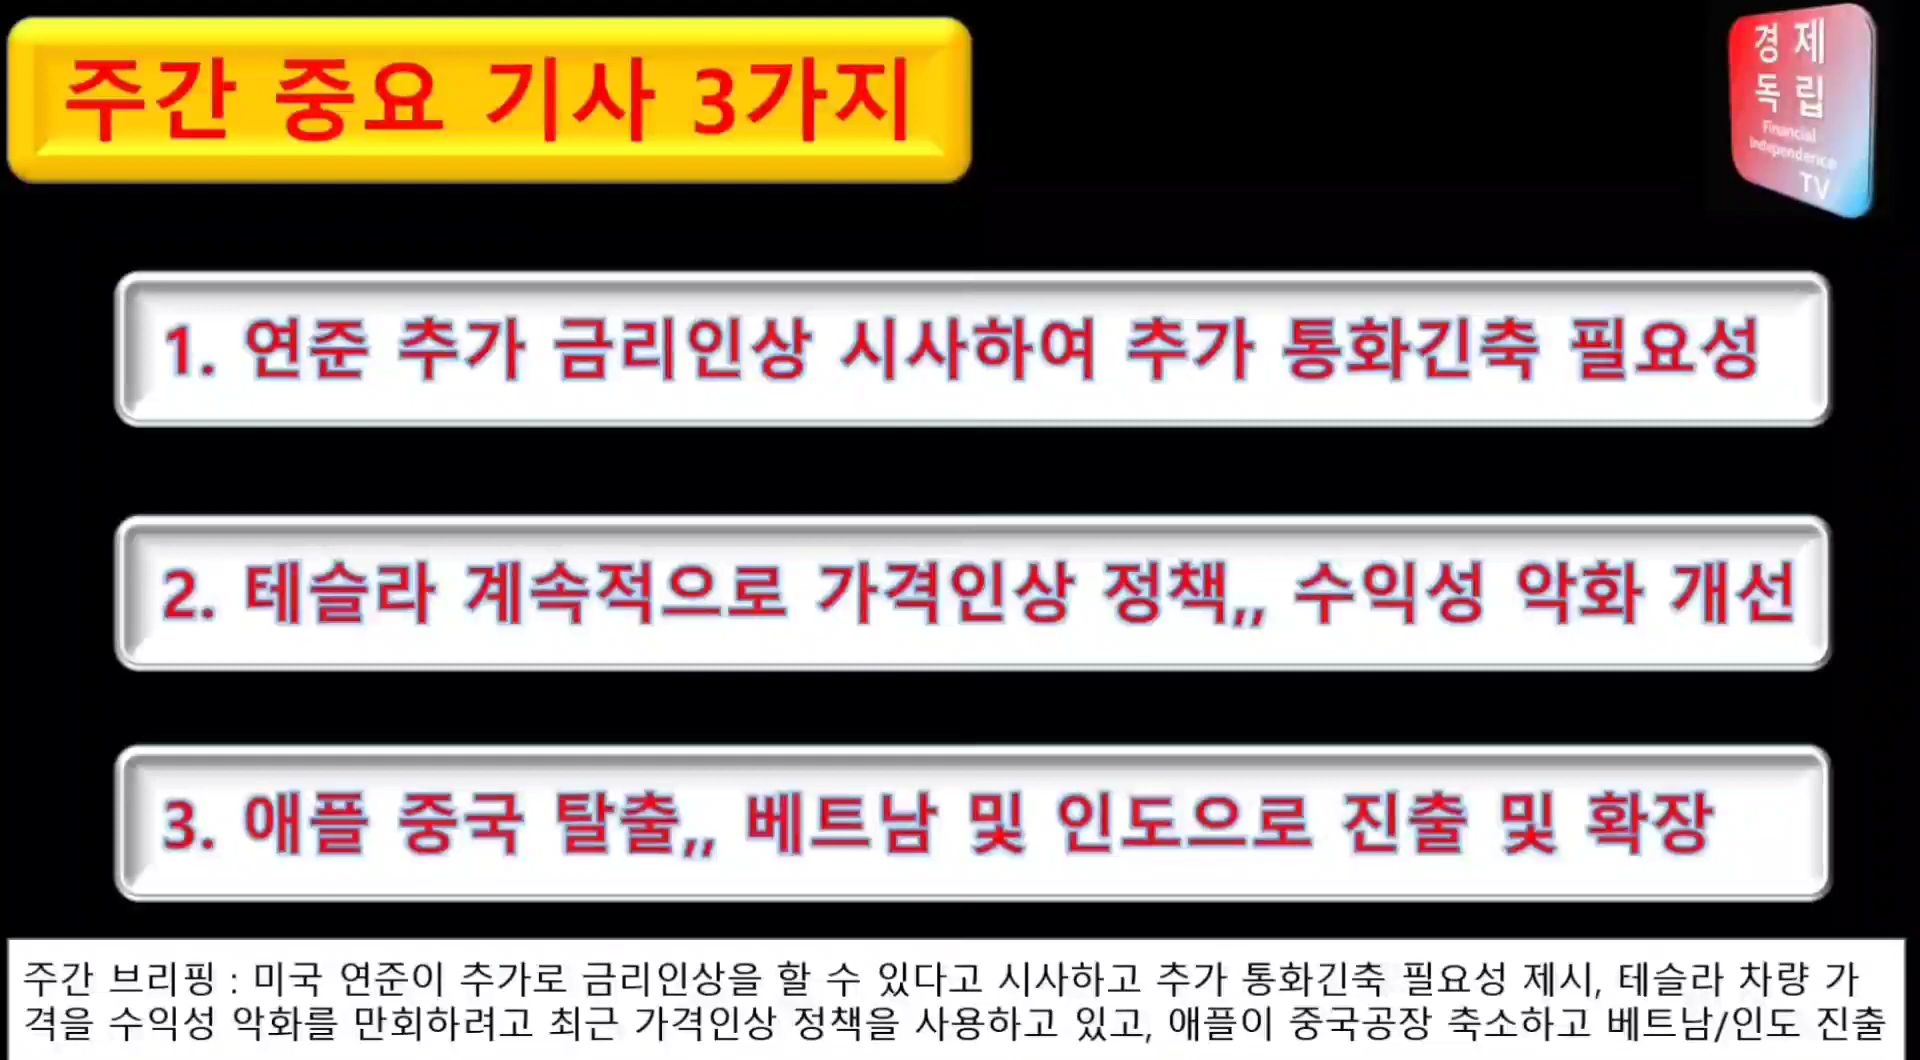 주간 중요 기사 3가지
경제
독립
Financial
Independence
TV
1. 연준 추가 금리인상 시사하여 추가 통화긴축 필요성
2. 테슬라 계속적으로 가격인상 정책,, 수익성 악화 개선
3. 애플 중국 탈출,, 베트남 및 인도으로 진출 및 확장
주간 브리핑 : 미국 연준이 추가로 금리인상을 할 수 있다고 시사하고 추가 통화긴축 필요성 제시, 테슬라 차량 가
격을 수익성 악화를 만회하려고 최근 가격인상 정책을 사용하고 있고, 애플이 중국공장 축소하고 베트남/인도 진출